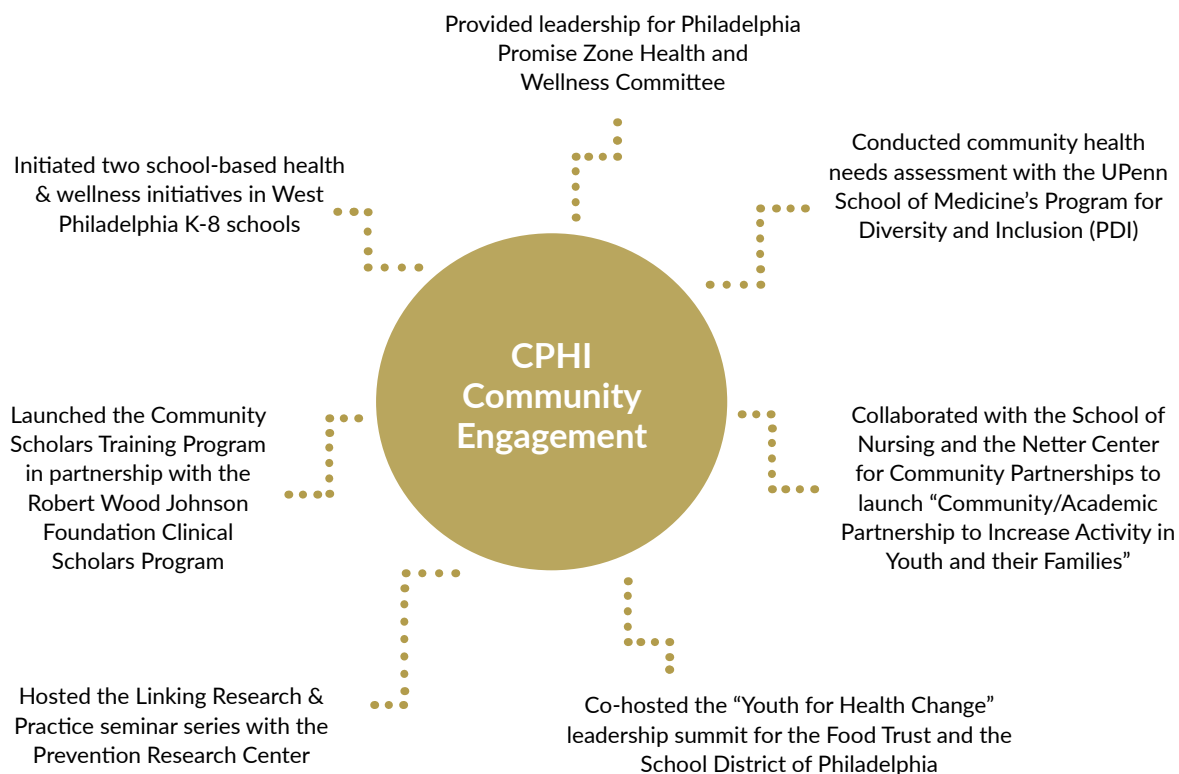 Provided leadership for Philadelphia
Promise Zone Health and
Wellness Committee
Initiated two school-based health
& wellness initiatives in West
Philadelphia K-8 schools
Conducted community health
needs assessment with the UPenn
School of Medicine’s Program for
Diversity and Inclusion (PDI)
CPHI
Community
Engagement
Launched the Community
Scholars Training Program
in partnership with the
Robert Wood Johnson
Foundation Clinical
Scholars Program
Collaborated with the School of
Nursing and the Netter Center
for Community Partnerships to
launch “Community/Academic
Partnership to Increase Activity in
Youth and their Families”
Hosted the Linking Research &
Practice seminar series with the
Prevention Research Center
Co-hosted the “Youth for Health Change”
leadership summit for the Food Trust and the
School District of Philadelphia